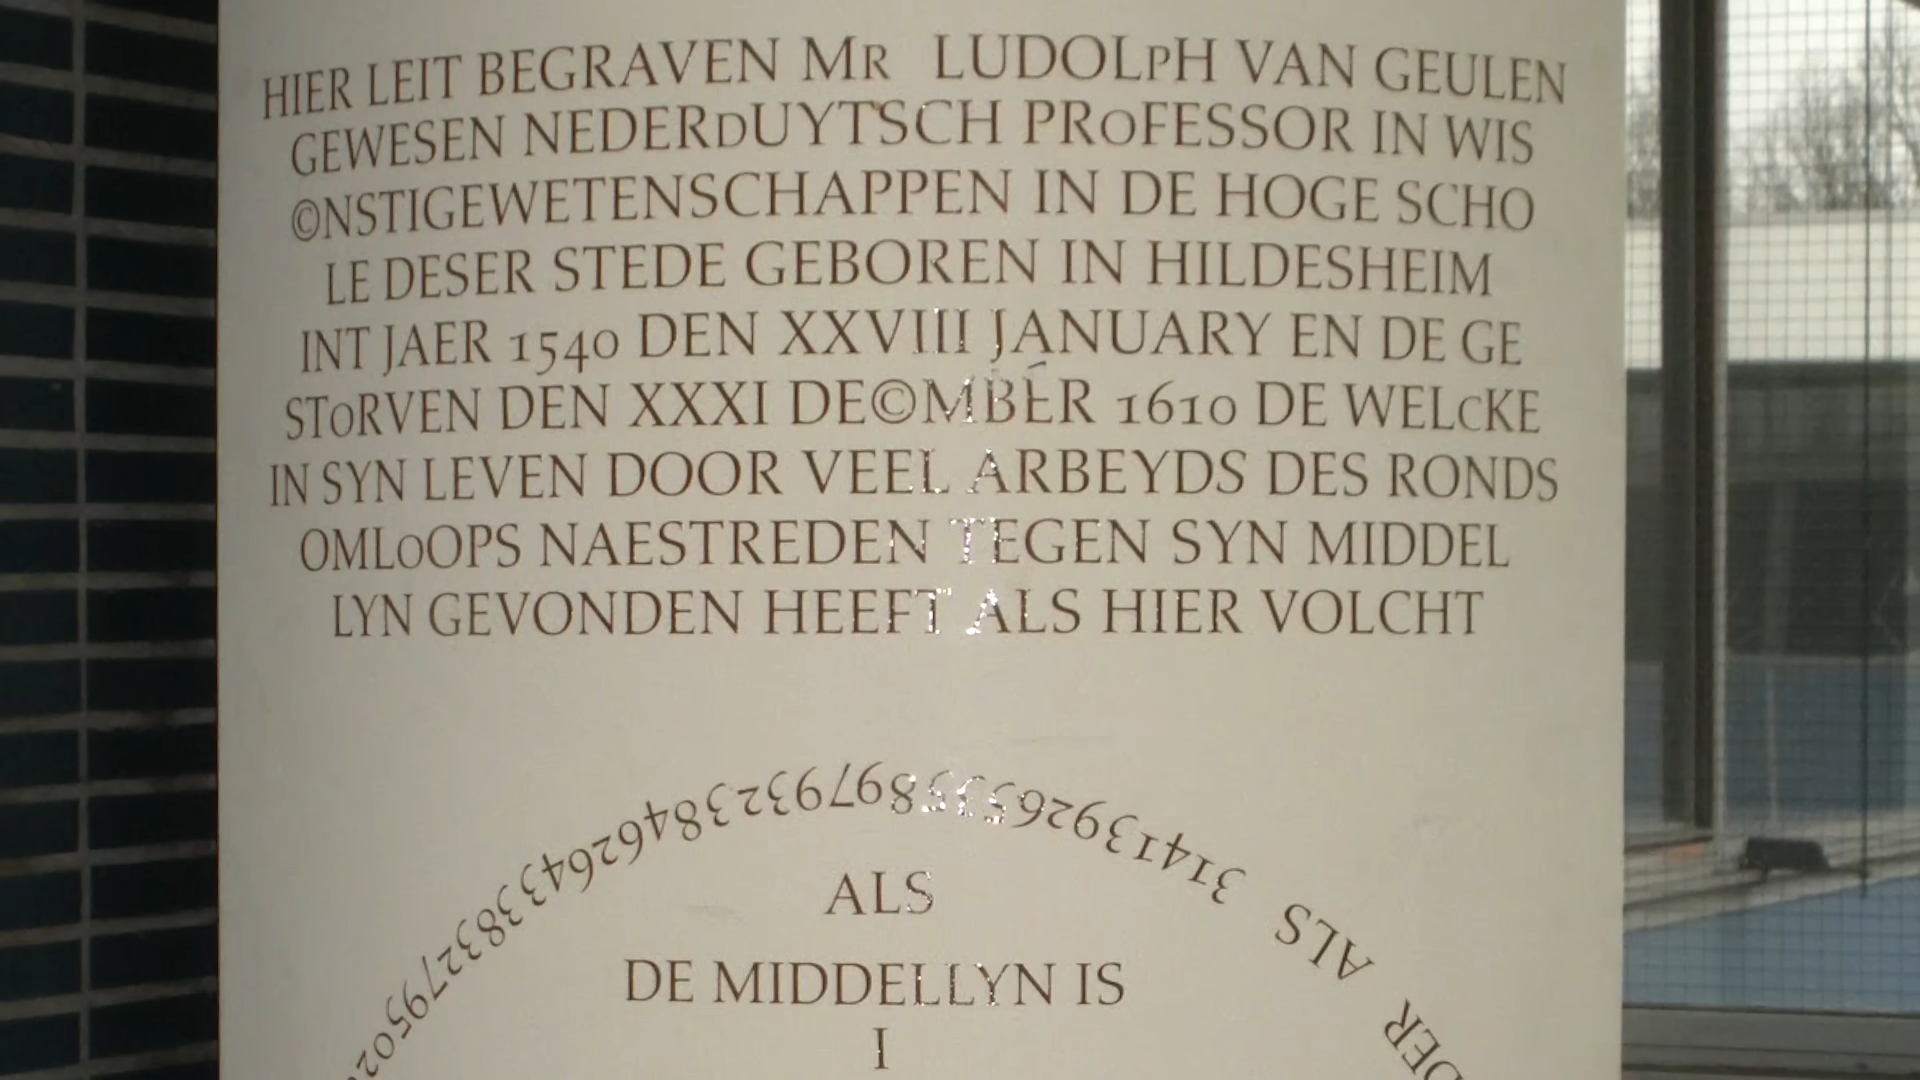 HIER LEIT BEGRAVEN MR LUDOLPH VAN GEULEN
GEWESEN NEDERDUYTSCH PROFESSOR IN WIS
©NSTIGEWETENSCHAPPEN IN DE HOGE SCHO
LE DESER STEDE GEBOREN IN HILDESHEIM
INT JAER 1540 DEN XXVIII JANUARY EN DE GE
STORVEN DEN XXXI DE©MBER 1610 DE WELCKE
IN SYN LEVEN DOOR VEEL ARBEYDS DES RONDS
OMLOOPS NAESTREDEN TEGEN SYN MIDDEL
LYN GEVONDEN HEEFT ALS HIER VOLCHT
DER ALS 3141592653589793238462643383279502
ALS
DE MIDDELLYN IS
I